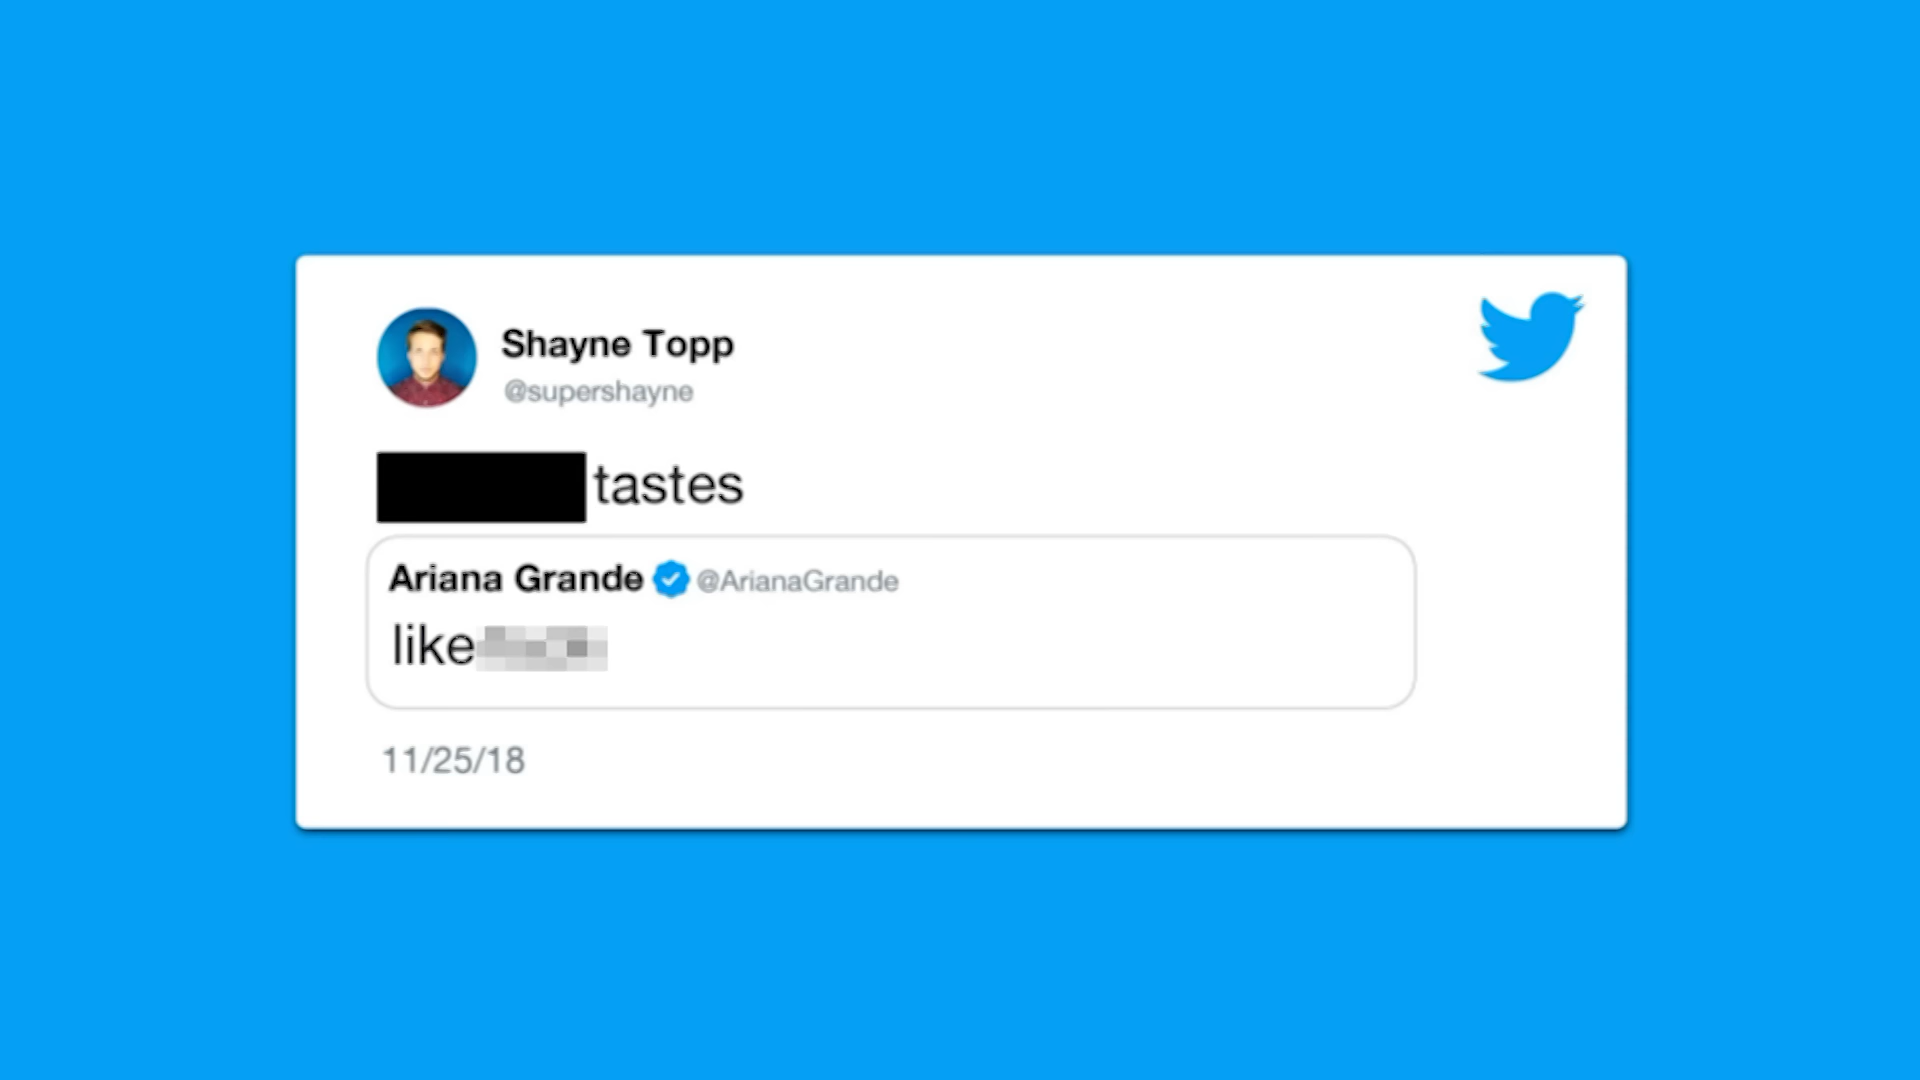 Shayne Topp
@supershayne
tastes
Ariana Grande @ArianaGrande
like
11/25/18